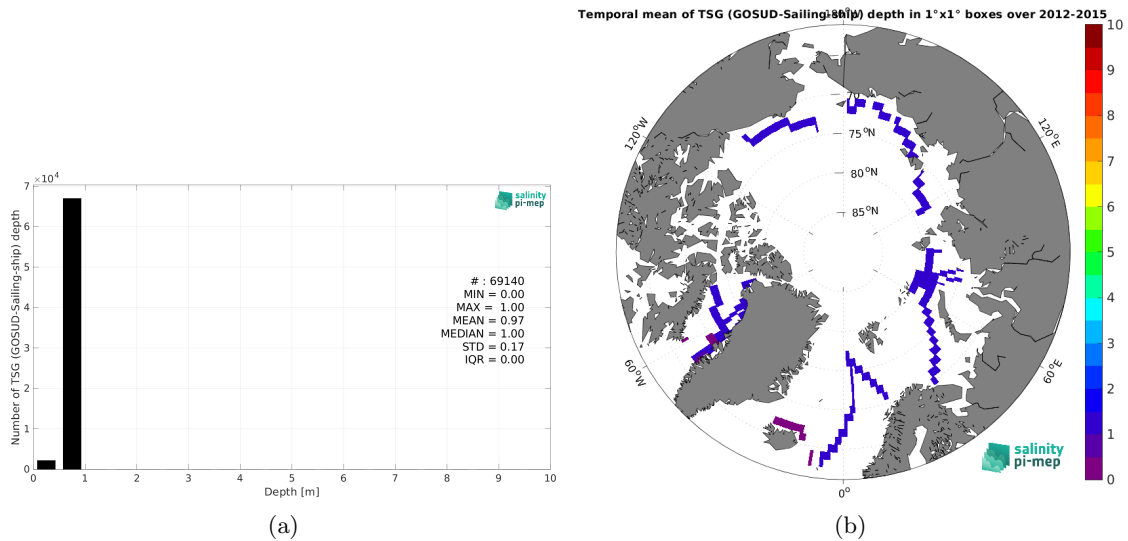 ×10⁴
7
6
5
4
3
2
1
0
Number of TSG (GOSUD-Sailing-ship) depth
salinity
pi-mep
# : 69140
MIN = 0.00
MAX = 1.00
MEAN = 0.97
MEDIAN = 1.00
STD = 0.17
IQR = 0.00
0 1 2 3 4 5 6 7 8 9 10
Depth [m]
(a)
Temporal mean of TSG (GOSUD-Sailing-ship) depth in 1°x1° boxes over 2012-2015
120°W
120°E
75°N
80°N
85°N
60°W
60°E
0°
salinity
pi-mep
10
9
8
7
6
5
4
3
2
1
0
(b)